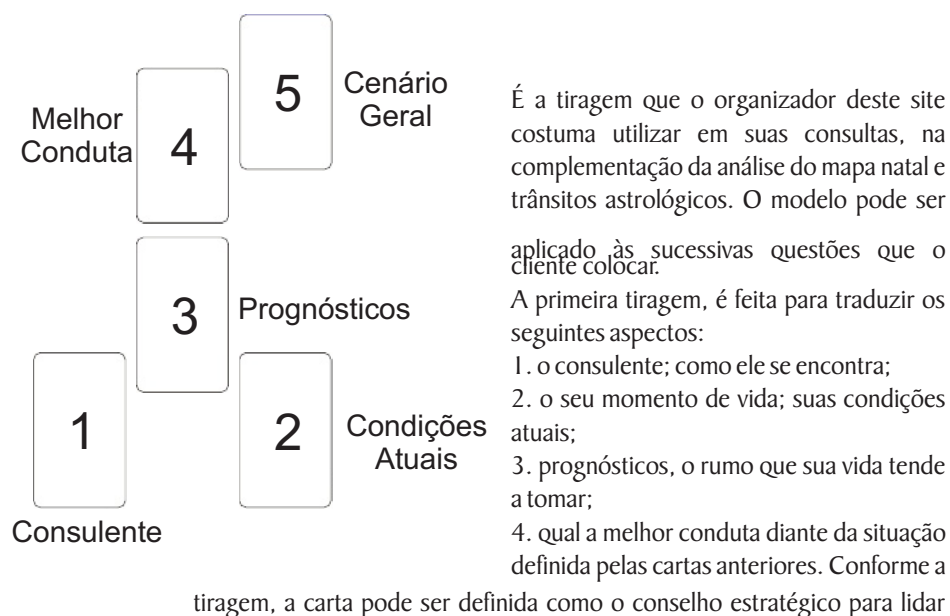 5
Cenário
Geral
Melhor
Conduta
4
3
Prognósticos
1
2
Condições
Atuais
Consulente
É a tiragem que o organizador deste site
costuma utilizar em suas consultas, na
complementação da análise do mapa natal e
trânsitos astrológicos. O modelo pode ser
aplicado às sucessivas questões que o
cliente colocar.
A primeira tiragem, é feita para traduzir os
seguintes aspectos:
1. o consulente; como ele se encontra;
2. o seu momento de vida; suas condições
atuais;
3. prognósticos, o rumo que sua vida tende
a tomar;
4. qual a melhor conduta diante da situação
definida pelas cartas anteriores. Conforme a
tiragem, a carta pode ser definida como o conselho estratégico para lidar